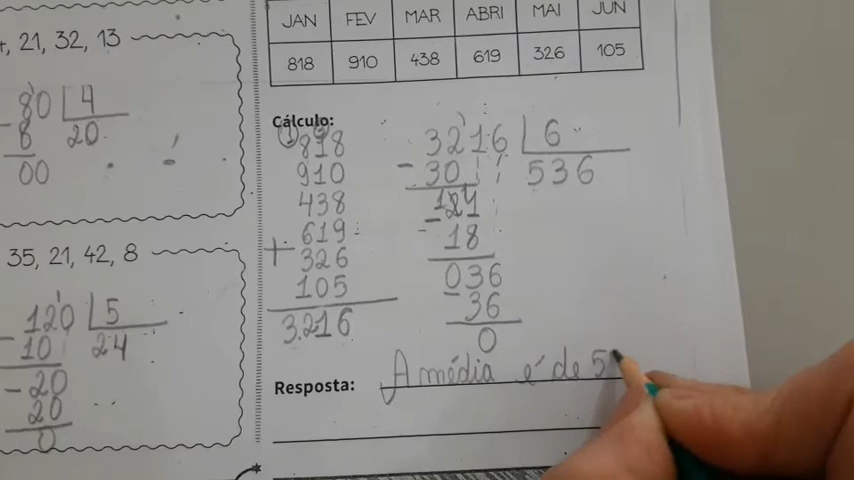 , 21, 32, 13
80 4
- 8 20
00
35, 21, 42, 8
120 5
- 10 24
- 20
20
0
JAN FEV MAR ABRI MAI JUN
818 910 438 619 326 105
Cálculo:
818
910
438
619
+ 326
105
3.216
3216 6
- 30 536
- 18
036
- 36
0
Resposta: A média é de 5